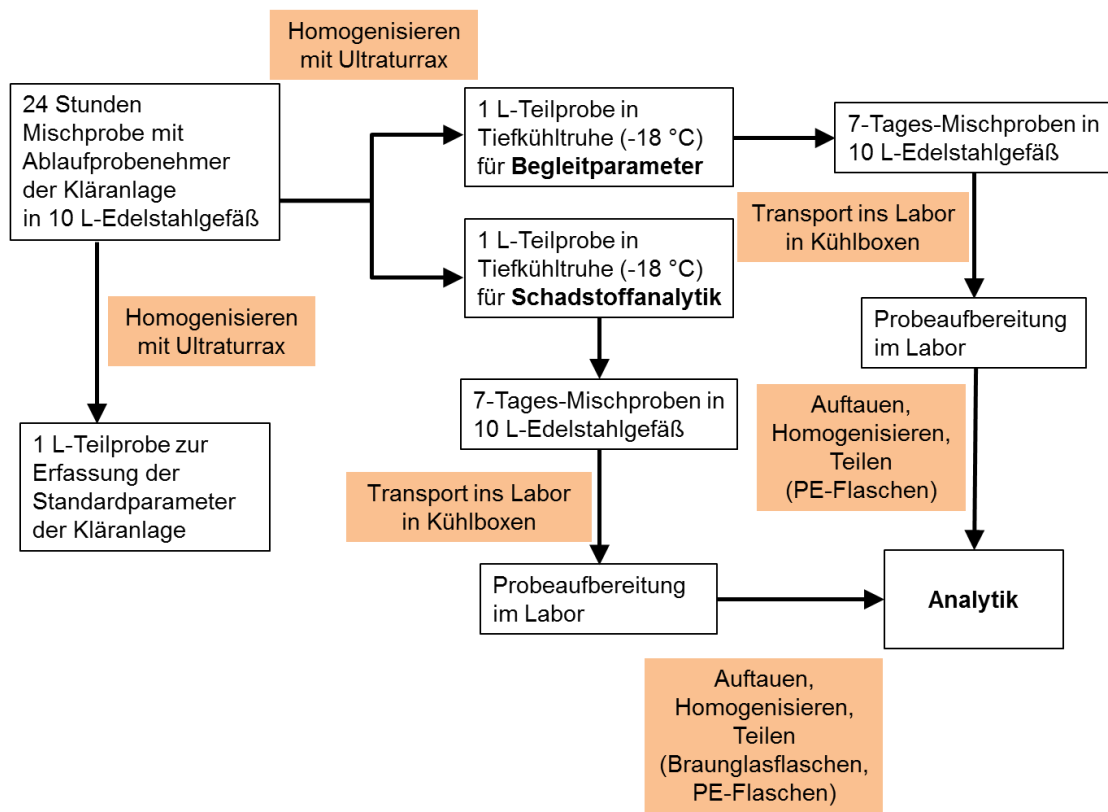 Homogenisieren
mit Ultraturrax
24 Stunden
Mischprobe mit
Ablaufprobenehmer
der Kläranlage
in 10 L-Edelstahlgefäß
1 L-Teilprobe in
Tiefkühltruhe (-18 °C)
für Begleitparameter
7-Tages-Mischproben in
10 L-Edelstahlgefäß
Transport ins Labor
in Kühlboxen
1 L-Teilprobe in
Tiefkühltruhe (-18 °C)
für Schadstoffanalytik
Homogenisieren
mit Ultraturrax
Probeaufbereitung
im Labor
7-Tages-Mischproben in
10 L-Edelstahlgefäß
Auftauen,
Homogenisieren,
Teilen
(PE-Flaschen)
1 L-Teilprobe zur
Erfassung der
Standardparameter
der Kläranlage
Transport ins Labor
in Kühlboxen
Probeaufbereitung
im Labor
Analytik
Auftauen,
Homogenisieren,
Teilen
(Braunglasflaschen,
PE-Flaschen)